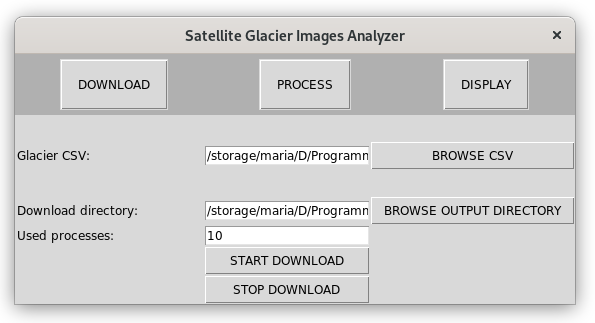 Satellite Glacier Images Analyzer ×
DOWNLOAD PROCESS DISPLAY
Glacier CSV: /storage/maria/D/Programn BROWSE CSV
Download directory: /storage/maria/D/Programn BROWSE OUTPUT DIRECTORY
Used processes: 10
START DOWNLOAD
STOP DOWNLOAD